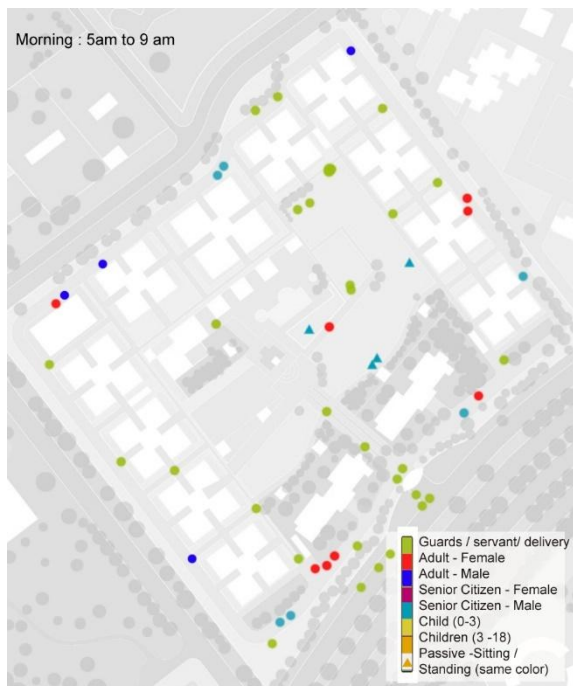 Morning : 5am to 9 am
Guards / servant/ delivery
Adult - Female
Adult - Male
Senior Citizen - Female
Senior Citizen - Male
Child (0-3)
Children (3 -18)
Passive -Sitting /
Standing (same color)